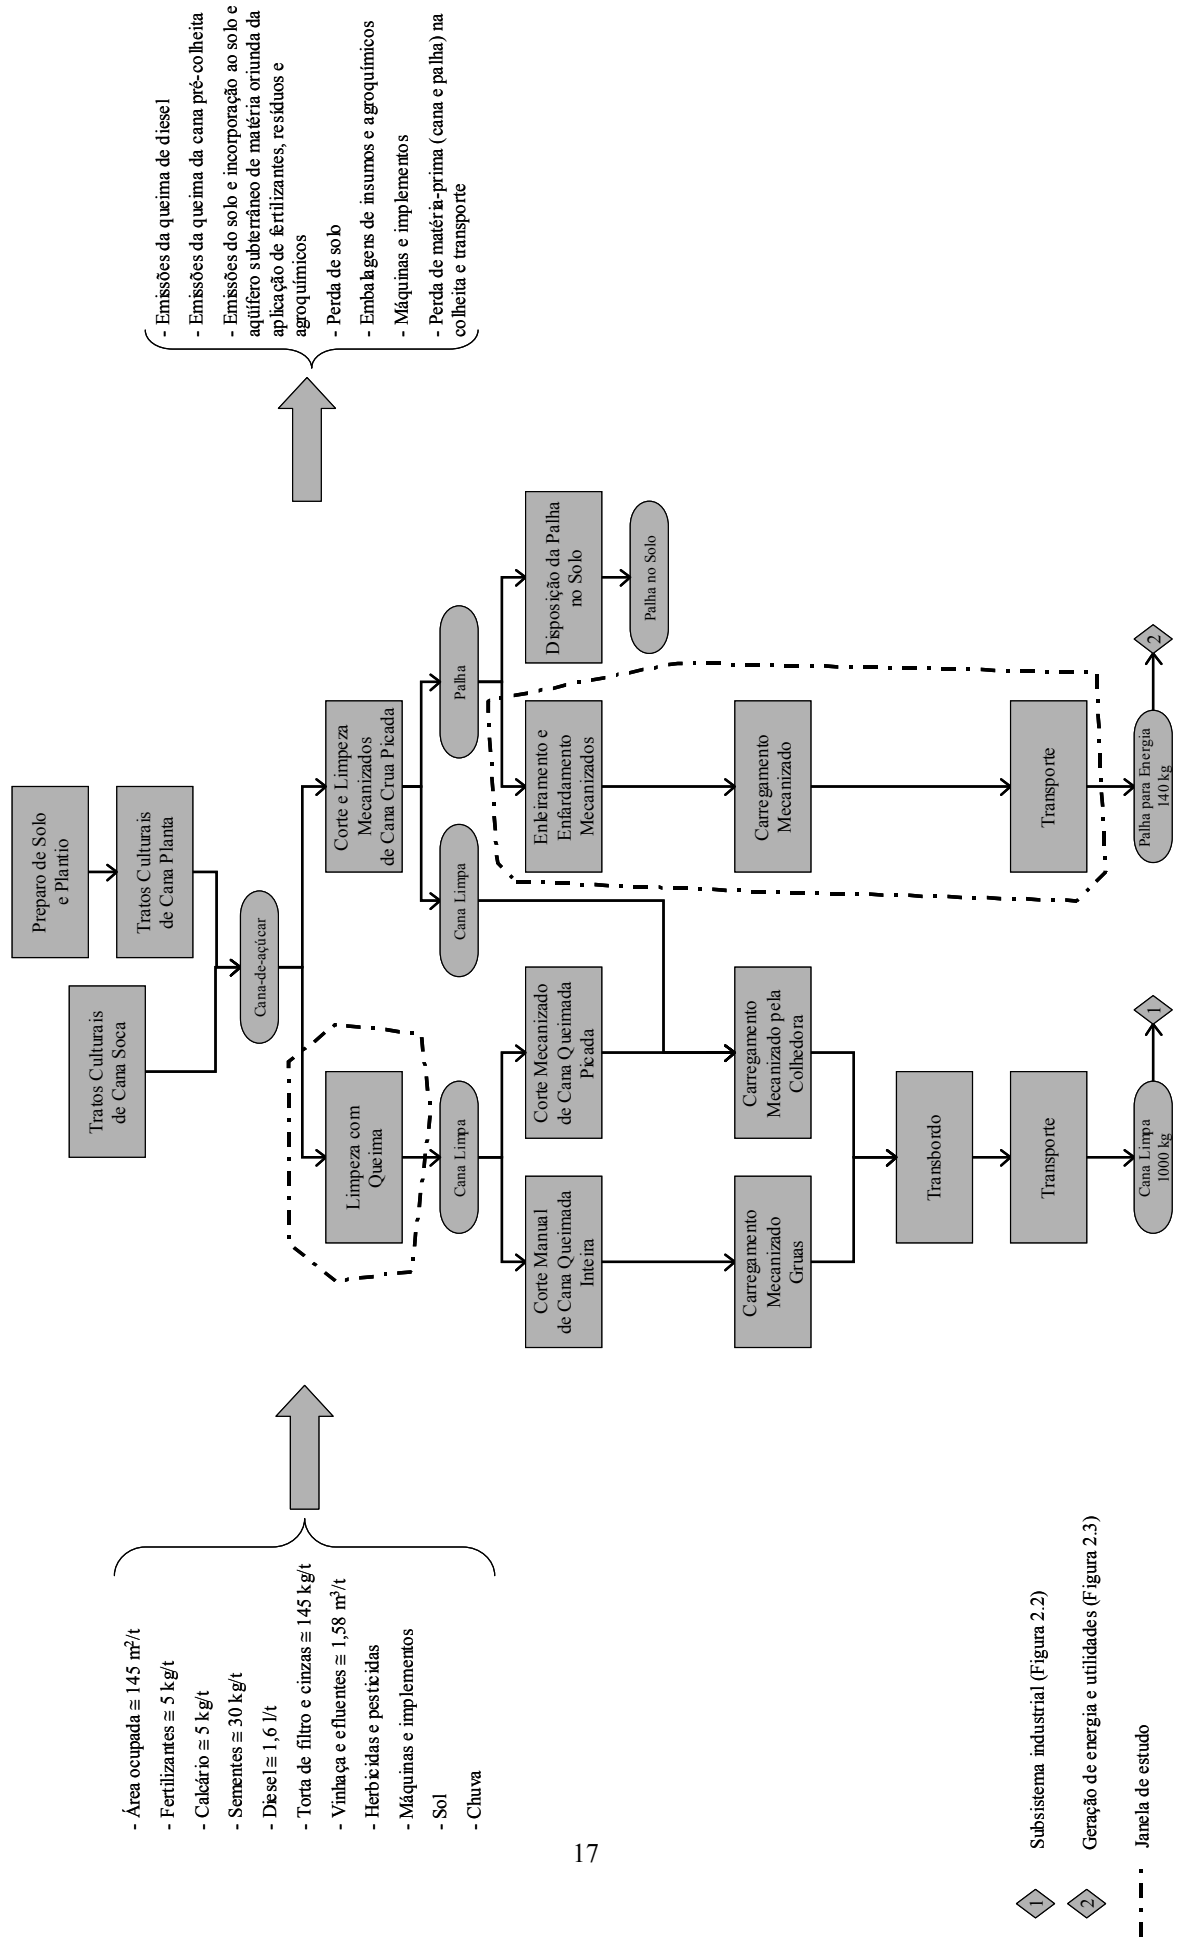 - Área ocupada ≅ 145 m²/t
- Fertilizantes ≅ 5 kg/t
- Calcário ≅ 5 kg/t
- Sementes ≅ 30 kg/t
- Diesel ≅ 1,6 l/t
- Torta de filtro e cinzas ≅ 145 kg/t
- Vinhaça e efluentes ≅ 1,58 m³/t
- Herbicidas e pesticidas
- Máquinas e implementos
- Sol
- Chuva
Preparo de Solo
e Plantio
Tratos Culturais
de Cana Soca
Tratos Culturais
de Cana Planta
Cana-de-açúcar
Limpeza com
Queima
Corte e Limpeza
Mecanizados
de Cana Crua Picada
Cana Limpa
Cana Limpa
Palha
Corte Manual
de Cana Queimada
Inteira
Corte Mecanizado
de Cana Queimada
Picada
Enleiramento e
Enfardamento
Mecanizados
Disposição da Palha
no Solo
Palha no Solo
Carregamento
Mecanizado
Gruas
Carregamento
Mecanizado pela
Colhedora
Carregamento
Mecanizado
Transbordo
Transporte
Transporte
Cana Limpa
1000 kg
1
Palha para Energia
140 kg
2
- Emissões da queima de diesel
- Emissões da queima da cana pré-colheita
- Emissões do solo e incorporação ao solo e
aqüífero subterrâneo de matéria oriunda da
aplicação de fertilizantes, resíduos e
agroquímicos
- Perda de solo
- Embalagens de insumos e agroquímicos
- Máquinas e implementos
- Perda de matéria-prima (cana e palha) na
colheita e transporte
1 Subsistema industrial (Figura 2.2)
2 Geração de energia e utilidades (Figura 2.3)
Janela de estudo
17